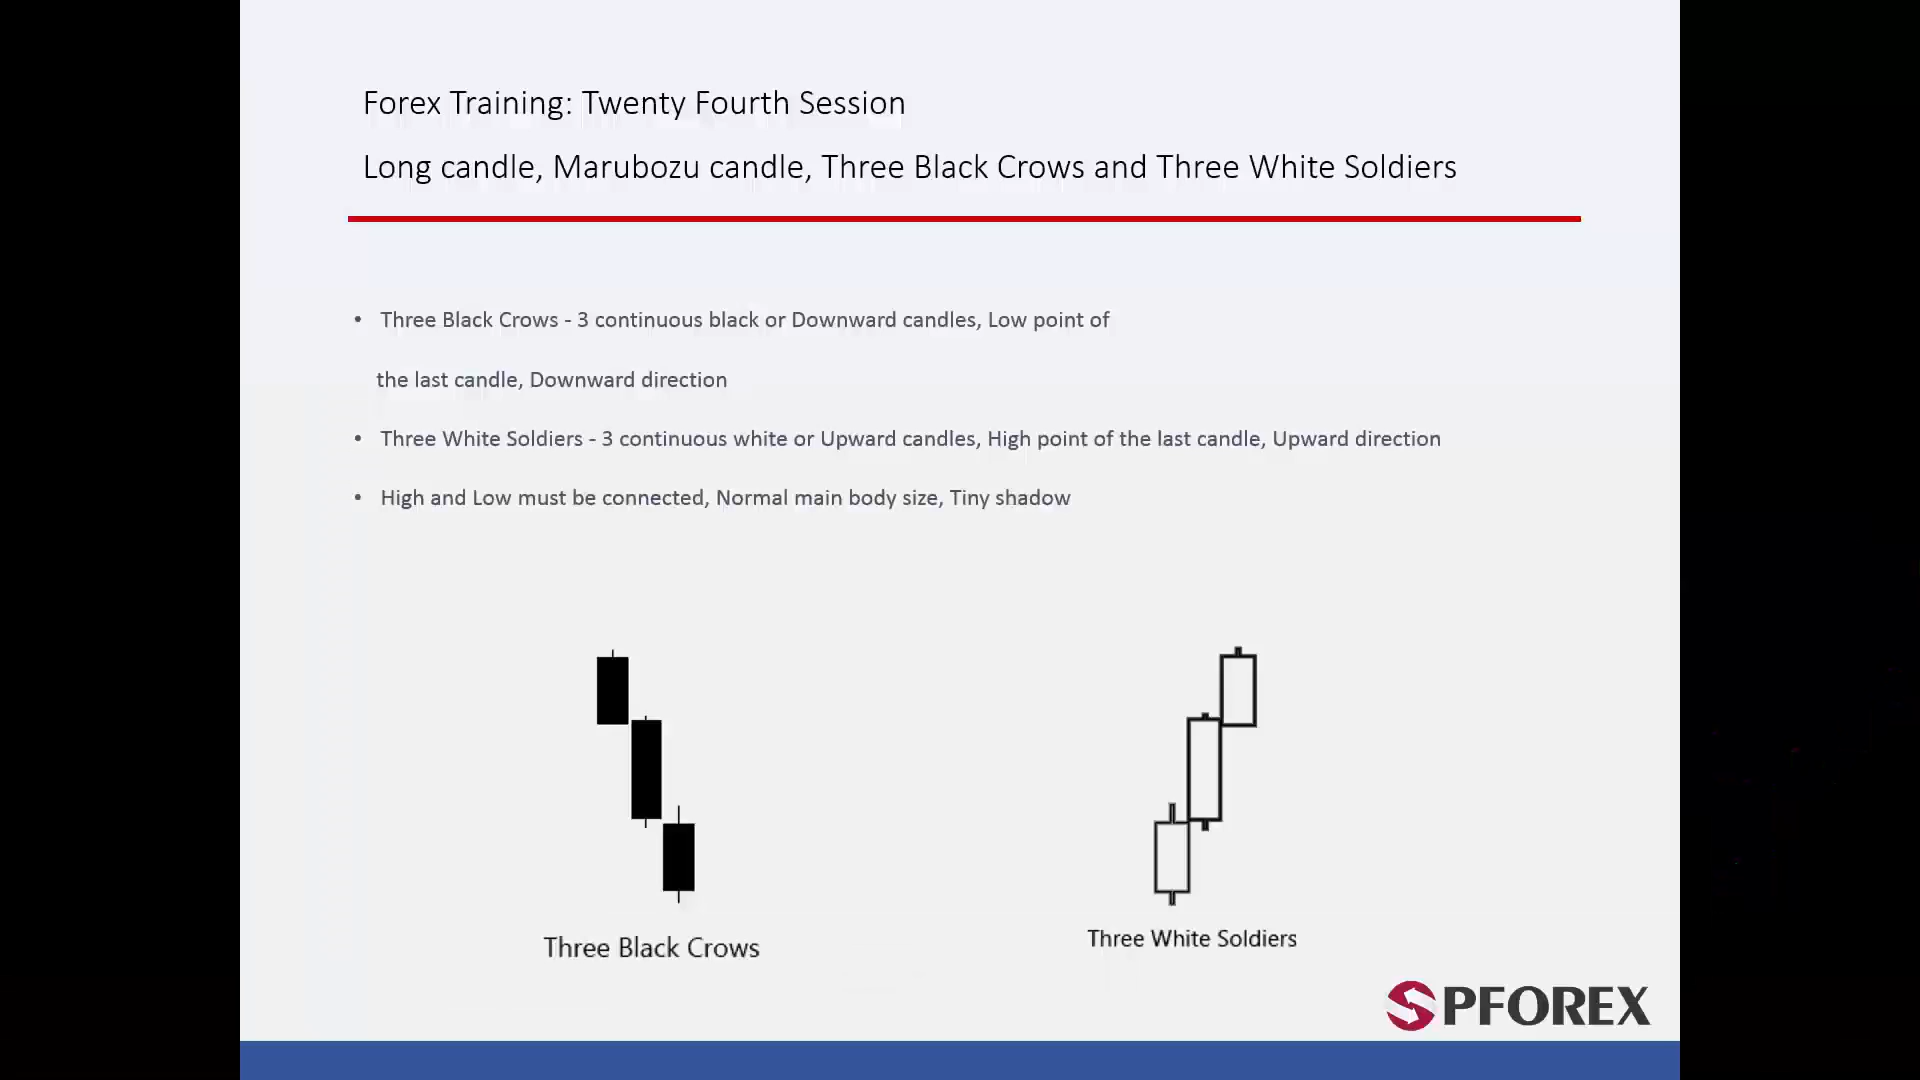 Forex Training: Twenty Fourth Session
Long candle, Marubozu candle, Three Black Crows and Three White Soldiers
• Three Black Crows - 3 continuous black or Downward candles, Low point of
the last candle, Downward direction
• Three White Soldiers - 3 continuous white or Upward candles, High point of the last candle, Upward direction
• High and Low must be connected, Normal main body size, Tiny shadow
Three Black Crows
Three White Soldiers
SPFOREX